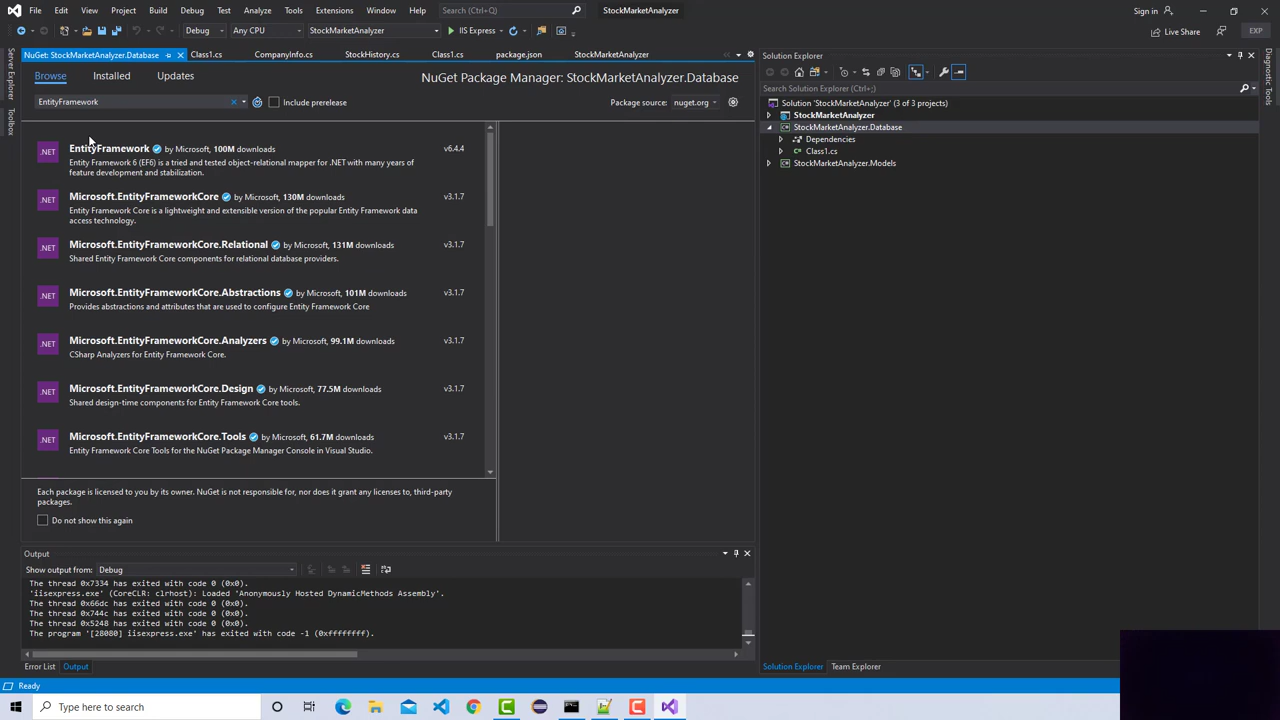 File Edit View Project Build Debug Test Analyze Tools Extensions Window Help Search (Ctrl+Q) StockMarketAnalyzer Sign in
Debug Any CPU StockMarketAnalyzer IIS Express Live Share EXP
NuGet: StockMarketAnalyzer.Database Class1.cs CompanyInfo.cs StockHistory.cs Class1.cs package.json StockMarketAnalyzer
Server Explorer
Toolbox
Browse Installed Updates
NuGet Package Manager: StockMarketAnalyzer.Database
EntityFramework Include prerelease Package source: nuget.org
.NET EntityFramework by Microsoft, 100M downloads v6.4.4
Entity Framework 6 (EF6) is a tried and tested object-relational mapper for .NET with many years of
feature development and stabilization.
.NET Microsoft.EntityFrameworkCore by Microsoft, 130M downloads v3.1.7
Entity Framework Core is a lightweight and extensible version of the popular Entity Framework data
access technology.
.NET Microsoft.EntityFrameworkCore.Relational by Microsoft, 131M downloads v3.1.7
Shared Entity Framework Core components for relational database providers.
.NET Microsoft.EntityFrameworkCore.Abstractions by Microsoft, 101M downloads v3.1.7
Provides abstractions and attributes that are used to configure Entity Framework Core
.NET Microsoft.EntityFrameworkCore.Analyzers by Microsoft, 99.1M downloads v3.1.7
CSharp Analyzers for Entity Framework Core.
.NET Microsoft.EntityFrameworkCore.Design by Microsoft, 77.5M downloads v3.1.7
Shared design-time components for Entity Framework Core tools.
.NET Microsoft.EntityFrameworkCore.Tools by Microsoft, 61.7M downloads v3.1.7
Entity Framework Core Tools for the NuGet Package Manager Console in Visual Studio.
Each package is licensed to you by its owner. NuGet is not responsible for, nor does it grant any licenses to, third-party
packages.
Do not show this again
Output
Show output from: Debug
The thread 0x7334 has exited with code 0 (0x0).
'iisexpress.exe' (CoreCLR: clrhost): Loaded 'Anonymously Hosted DynamicMethods Assembly'.
The thread 0x66dc has exited with code 0 (0x0).
The thread 0x744c has exited with code 0 (0x0).
The thread 0x5248 has exited with code 0 (0x0).
The program '[28080] iisexpress.exe' has exited with code -1 (0xffffffff).
Error List Output
Solution Explorer
Search Solution Explorer (Ctrl+;)
Solution 'StockMarketAnalyzer' (3 of 3 projects)
StockMarketAnalyzer
StockMarketAnalyzer.Database
Dependencies
Class1.cs
StockMarketAnalyzer.Models
Solution Explorer Team Explorer
Diagnostic Tools
Ready
Type here to search